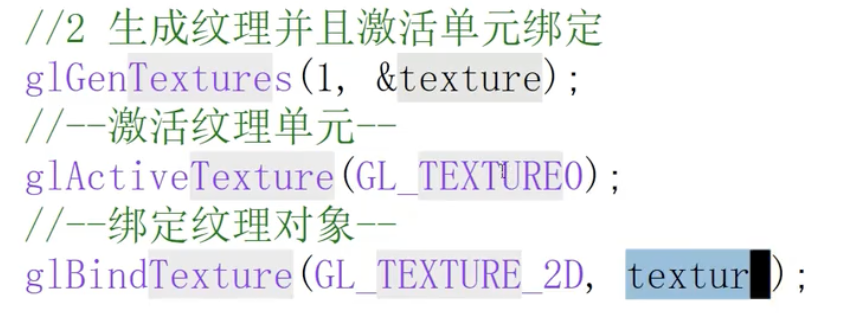 //2 生成纹理并且激活单元绑定
glGenTextures(1, &texture);
//--激活纹理单元--
glActiveTexture(GL_TEXTURE0);
//--绑定纹理对象--
glBindTexture(GL_TEXTURE_2D, textur);